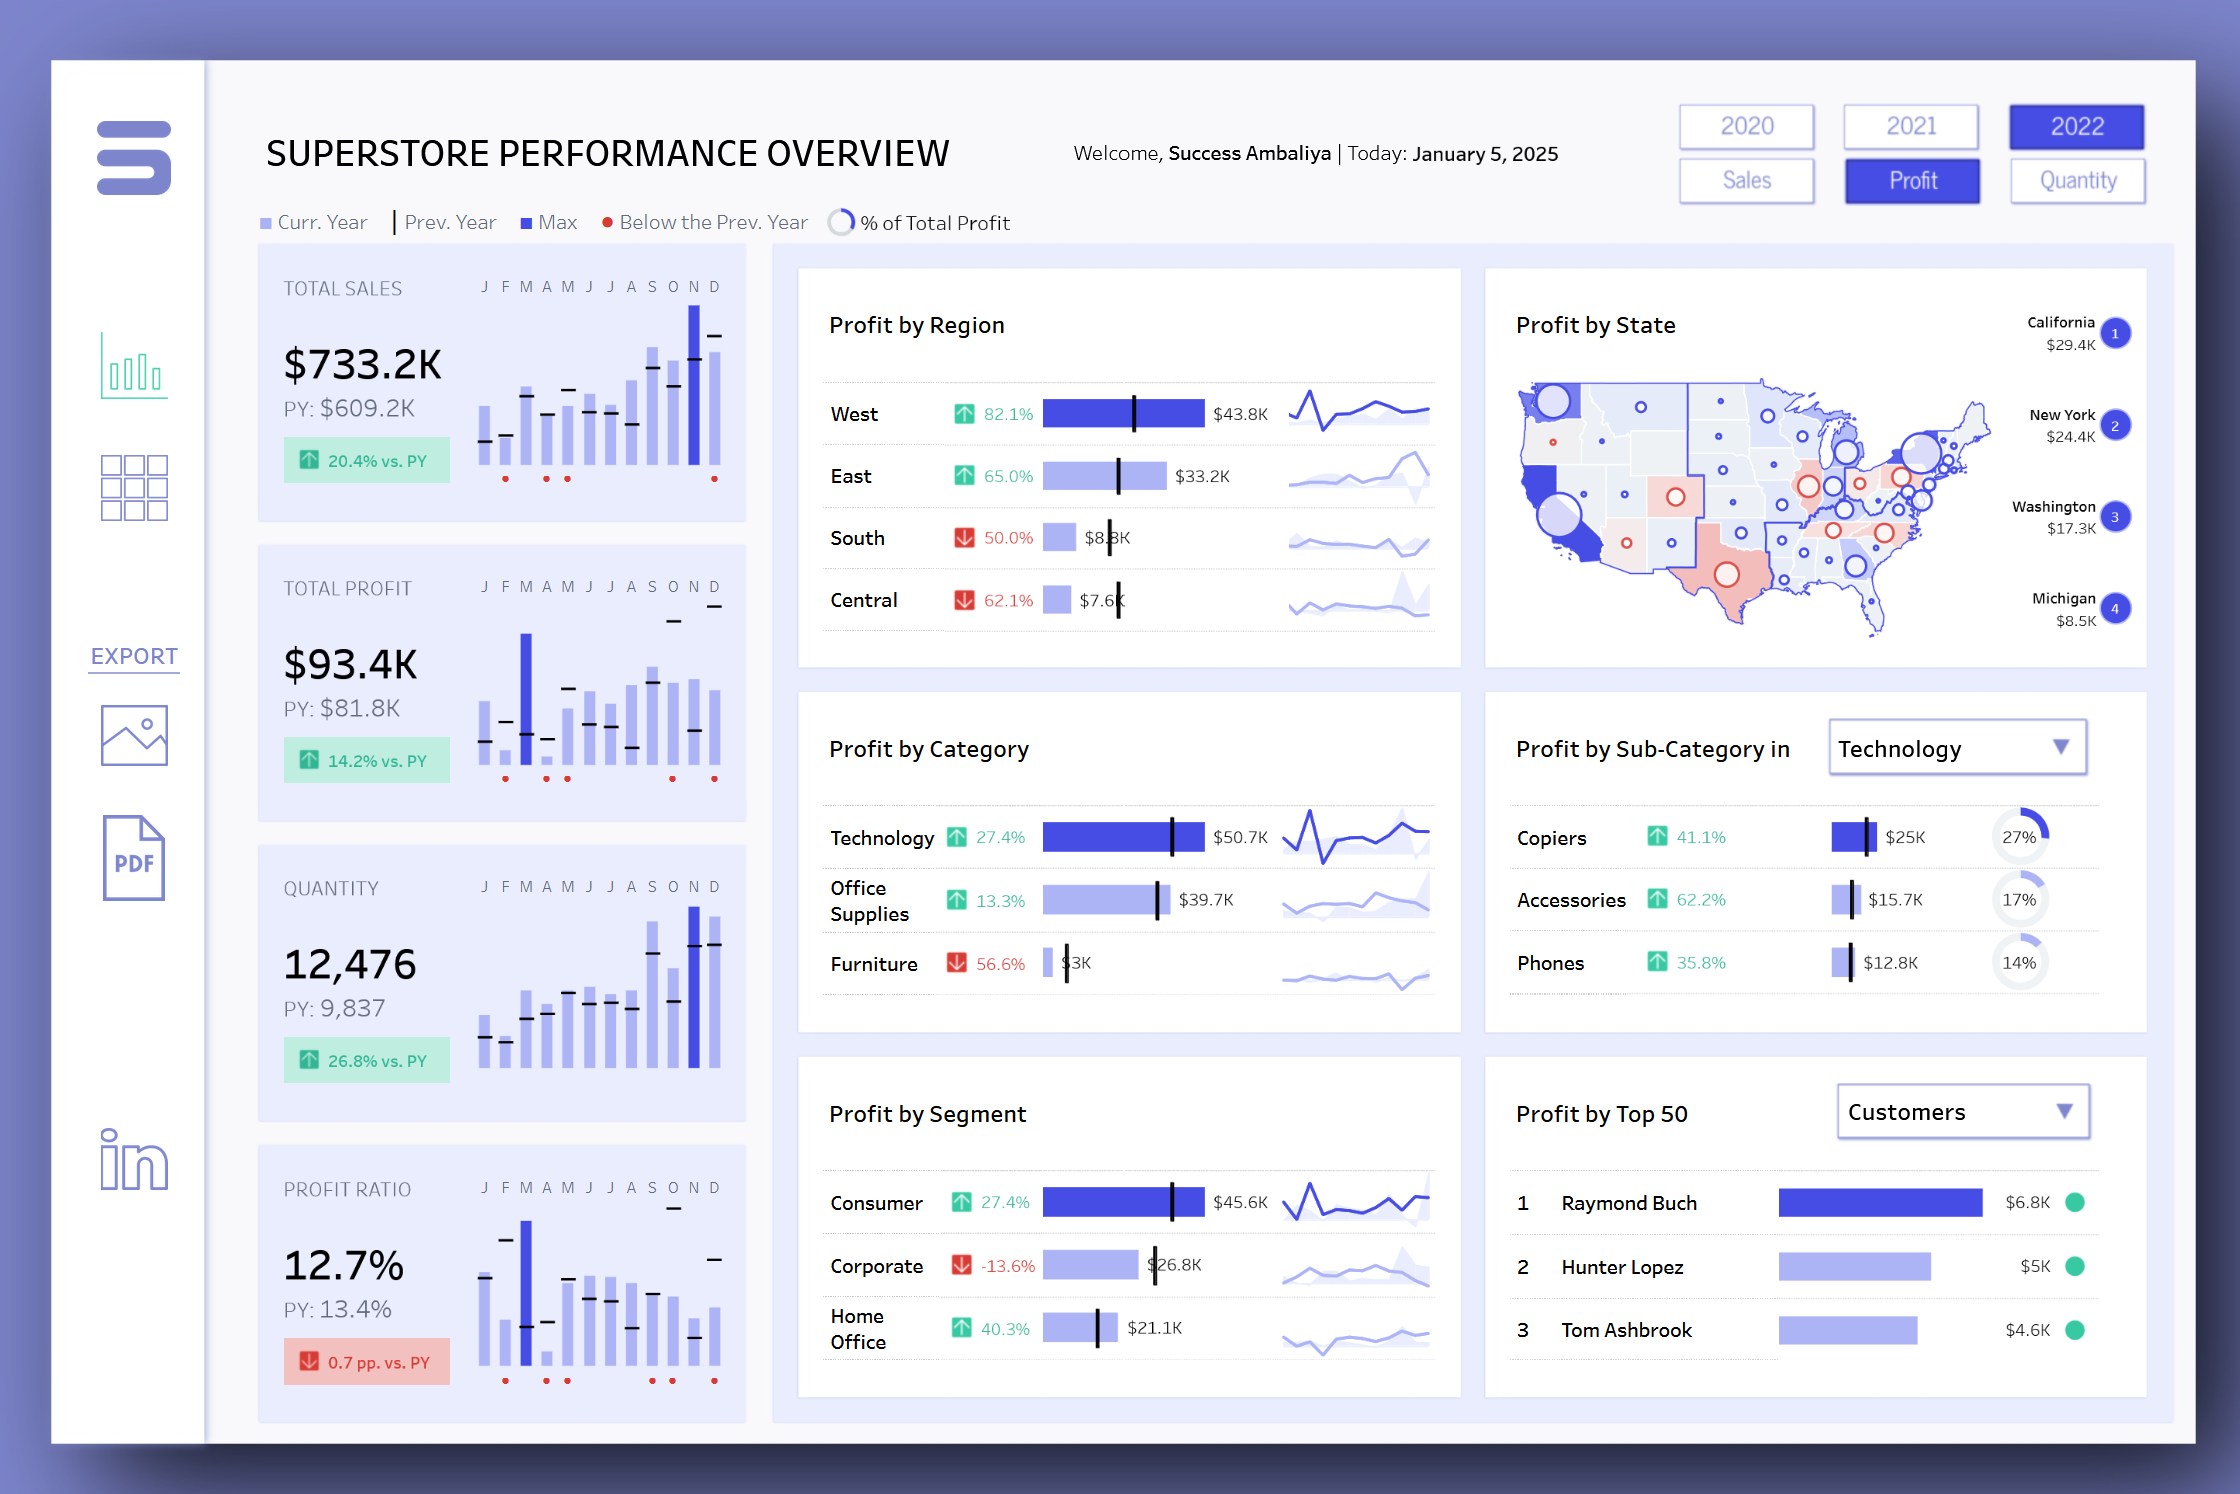 SUPERSTORE PERFORMANCE OVERVIEW
Welcome, Success Ambaliya | Today: January 5, 2025
2020 2021 2022
Sales Profit Quantity
Curr. Year Prev. Year Max Below the Prev. Year % of Total Profit
EXPORT
PDF
in
TOTAL SALES
J F M A M J J A S O N D
$733.2K
PY: $609.2K
20.4% vs. PY
TOTAL PROFIT
J F M A M J J A S O N D
$93.4K
PY: $81.8K
14.2% vs. PY
QUANTITY
J F M A M J J A S O N D
12,476
PY: 9,837
26.8% vs. PY
PROFIT RATIO
J F M A M J J A S O N D
12.7%
PY: 13.4%
0.7 pp. vs. PY
Profit by Region
West 82.1% $43.8K
East 65.0% $33.2K
South 50.0% $8.8K
Central 62.1% $7.6K
Profit by State
California
$29.4K
1
New York
$24.4K
2
Washington
$17.3K
3
Michigan
$8.5K
4
Profit by Category
Technology 27.4% $50.7K
Office
Supplies
13.3% $39.7K
Furniture 56.6% $3K
Profit by Sub-Category in Technology
Copiers 41.1% $25K 27%
Accessories 62.2% $15.7K 17%
Phones 35.8% $12.8K 14%
Profit by Segment
Consumer 27.4% $45.6K
Corporate -13.6% $26.8K
Home
Office
40.3% $21.1K
Profit by Top 50 Customers
1 Raymond Buch $6.8K
2 Hunter Lopez $5K
3 Tom Ashbrook $4.6K